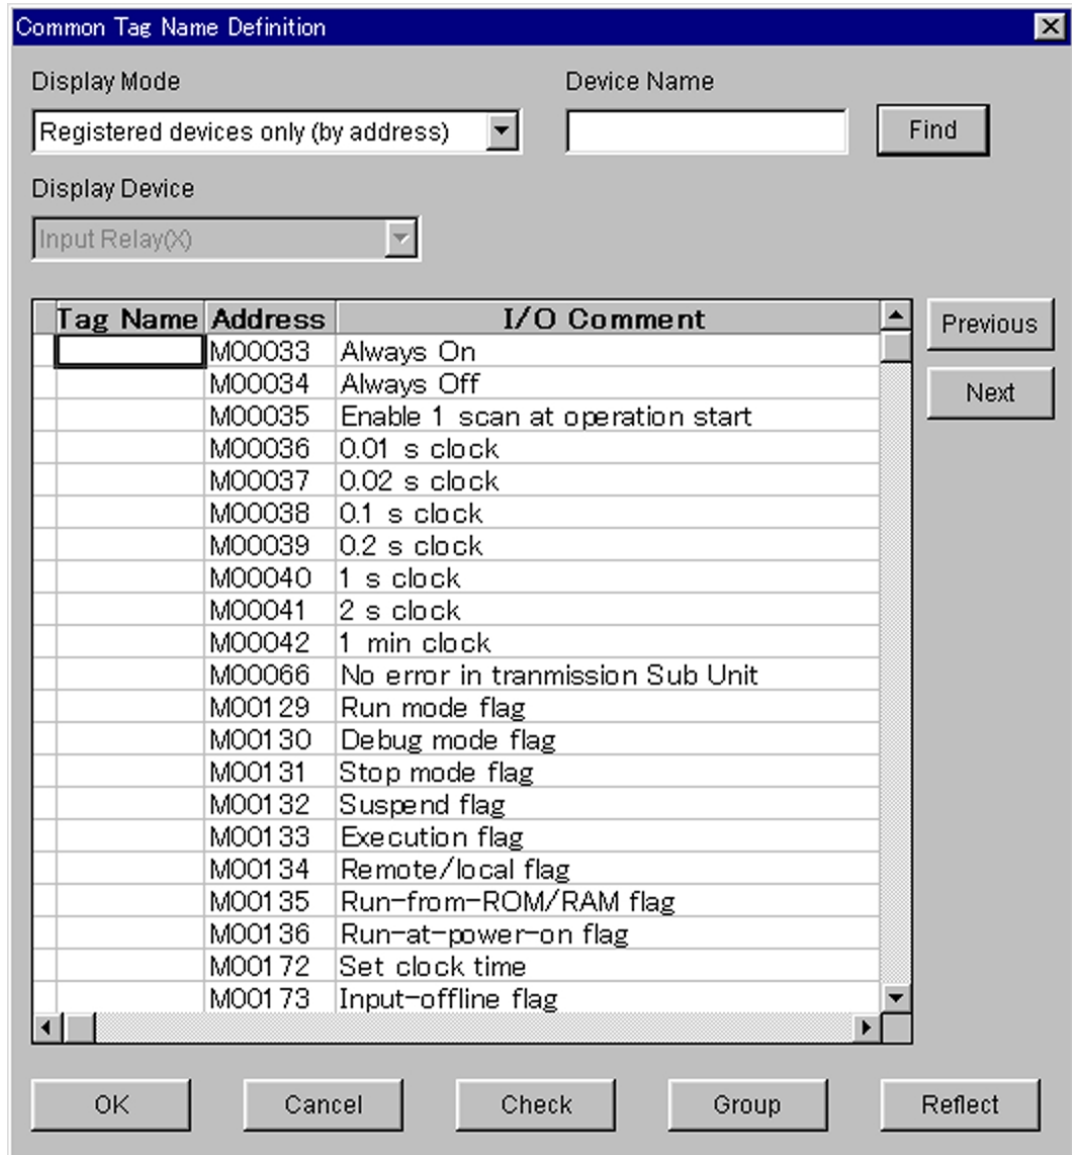 Common Tag Name Definition
Display Mode Device Name
Registered devices only (by address) Find
Display Device
Input Relay(X)
Tag Name Address I/O Comment
M00033 Always On
M00034 Always Off
M00035 Enable 1 scan at operation start
M00036 0.01 s clock
M00037 0.02 s clock
M00038 0.1 s clock
M00039 0.2 s clock
M00040 1 s clock
M00041 2 s clock
M00042 1 min clock
M00066 No error in tranmission Sub Unit
M00129 Run mode flag
M00130 Debug mode flag
M00131 Stop mode flag
M00132 Suspend flag
M00133 Execution flag
M00134 Remote/local flag
M00135 Run-from-ROM/RAM flag
M00136 Run-at-power-on flag
M00172 Set clock time
M00173 Input-offline flag
Previous
Next
OK Cancel Check Group Reflect